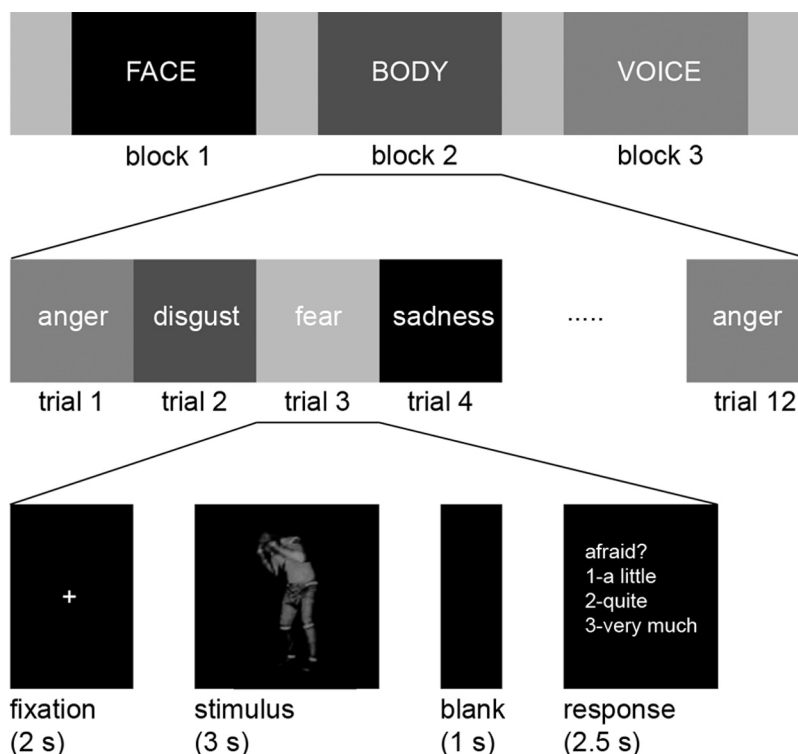 FACE BODY VOICE
block 1 block 2 block 3
anger disgust fear sadness ..... anger
trial 1 trial 2 trial 3 trial 4 trial 12
+
afraid?
1-a little
2-quite
3-very much
fixation stimulus blank response
(2 s) (3 s) (1 s) (2.5 s)